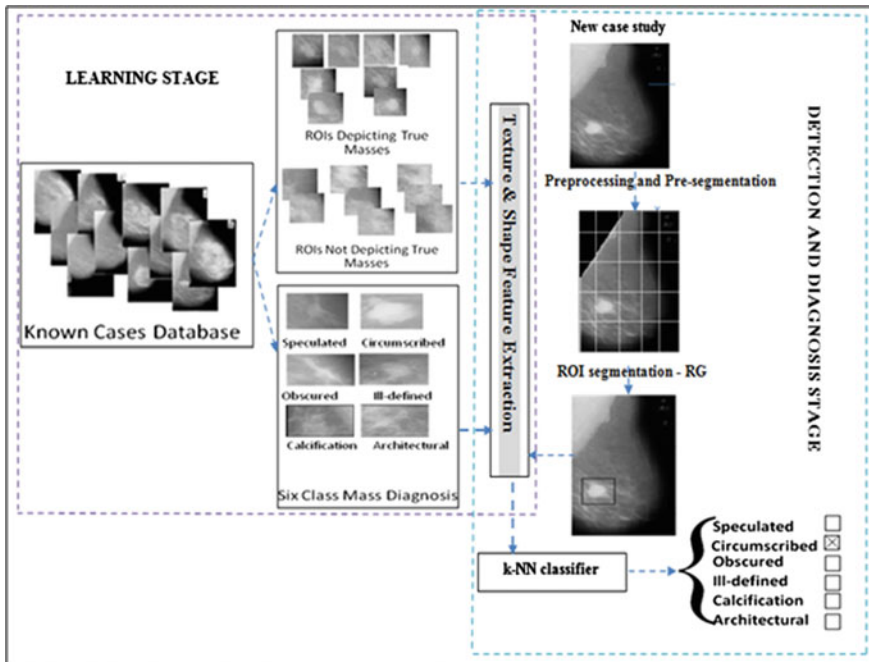 LEARNING STAGE
Known Cases Database
ROIs Depicting True
Masses
ROIs Not Depicting True
Masses
Speculated
Circumscribed
Obscured
Ill-defined
Calcification
Architectural
Six Class Mass Diagnosis
Texture & Shape Feature Extraction
New case study
Preprocessing and Pre-segmentation
ROI segmentation - RG
DETECTION AND DIAGNOSIS STAGE
k-NN classifier
Speculated
Circumscribed
Obscured
Ill-defined
Calcification
Architectural